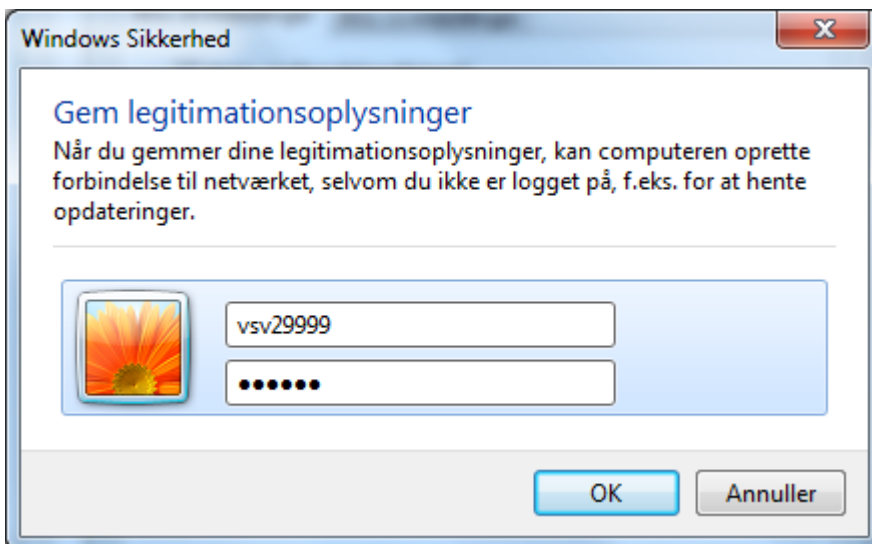 Windows Sikkerhed
Gem legitimationsoplysninger
Når du gemmer dine legitimationsoplysninger, kan computeren oprette
forbindelse til netværket, selvom du ikke er logget på, f.eks. for at hente
opdateringer.
vsv29999
●●●●●●
OK Annuller